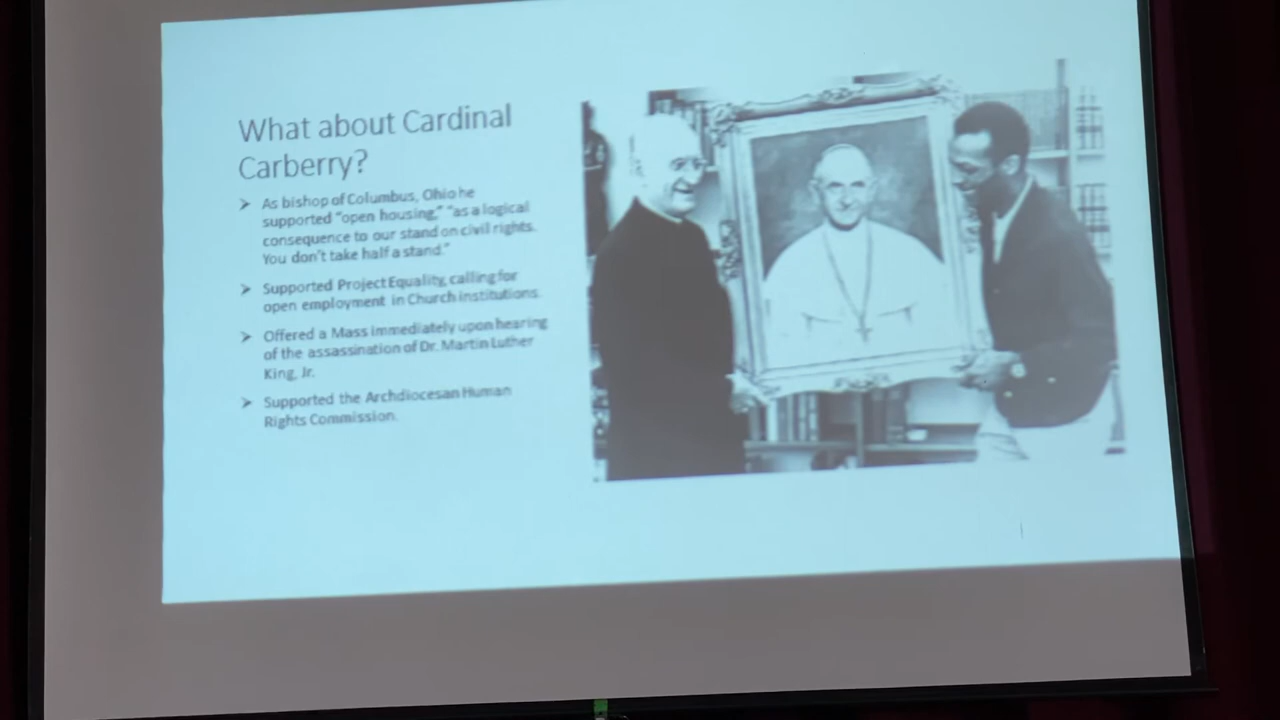 What about Cardinal
Carberry?
➢ As bishop of Columbus, Ohio he
supported "open housing," "as a logical
consequence to our stand on civil rights.
You don't take half a stand."
➢ Supported Project Equality, calling for
open employment in Church institutions.
➢ Offered a Mass immediately upon hearing
of the assassination of Dr. Martin Luther
King, Jr.
➢ Supported the Archdiocesan Human
Rights Commission.